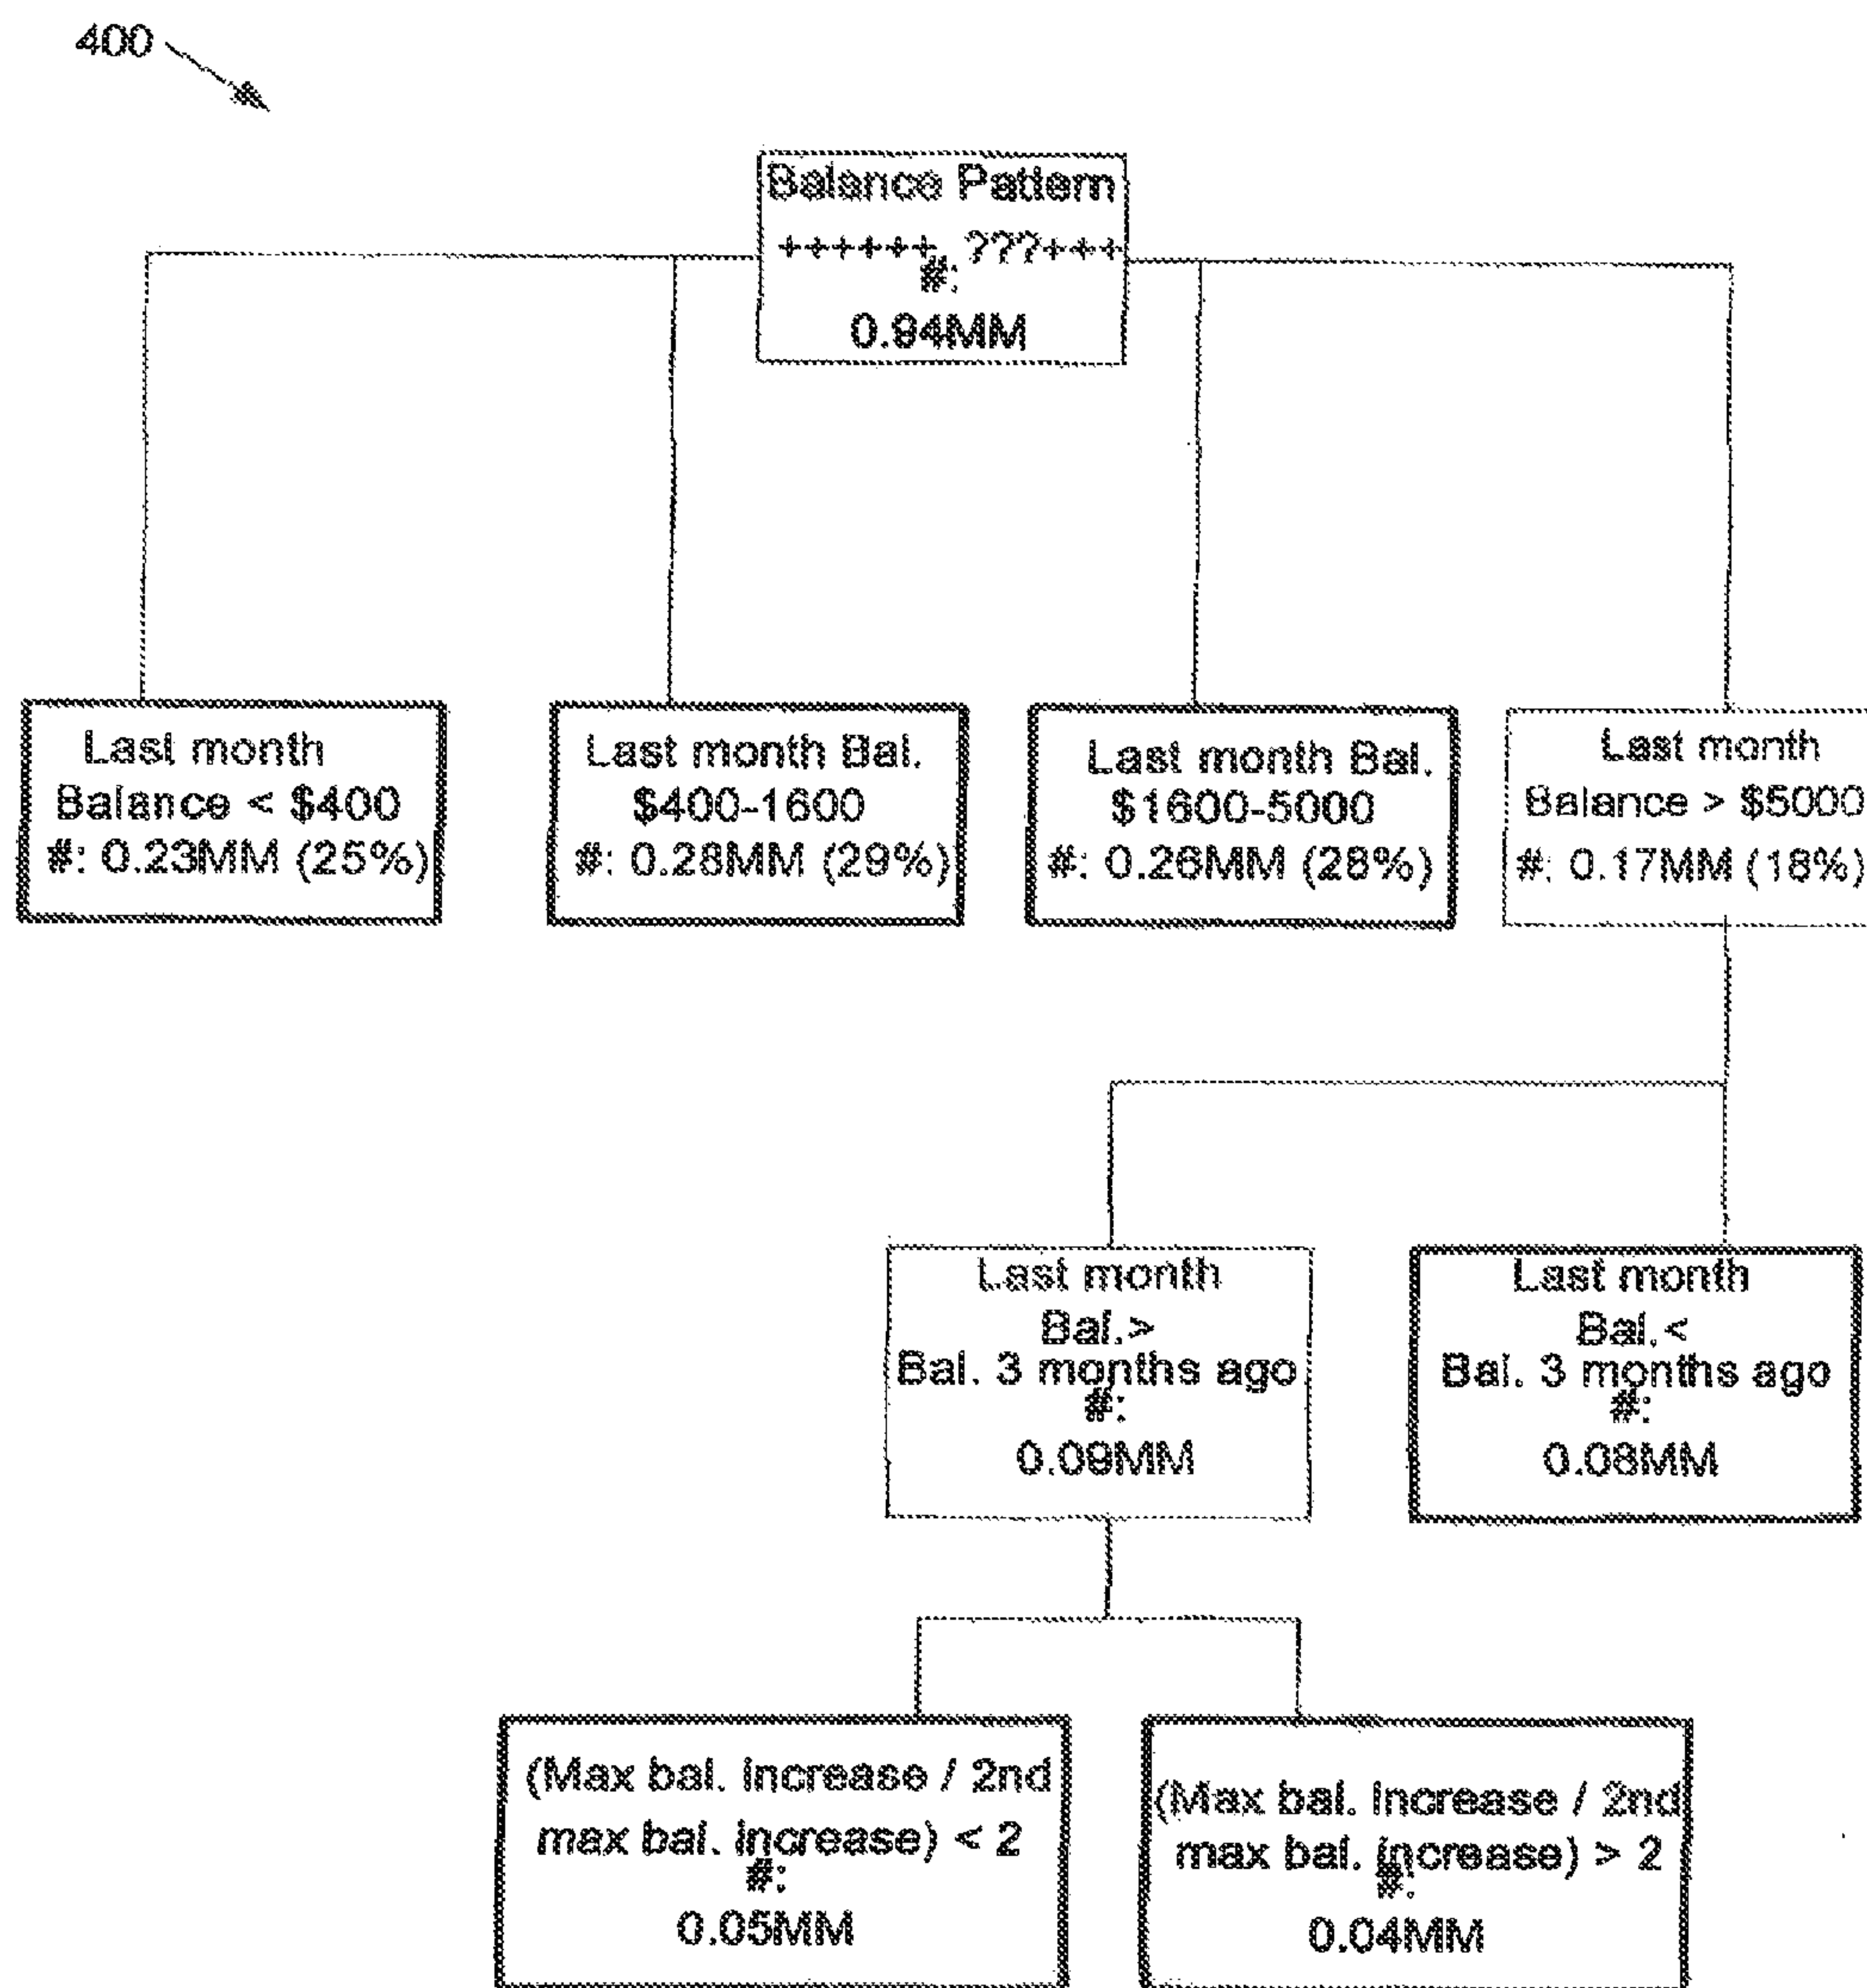 400
Balance Pattern
++++++, ???+++
#:
0.94MM
Last month
Balance < $400
#: 0.23MM (25%)
Last month Bal.
$400-1600
#: 0.28MM (29%)
Last month Bal.
$1600-5000
#: 0.26MM (28%)
Last month
Balance > $5000
#: 0.17MM (18%)
Last month
Bal.>
Bal. 3 months ago
#:
0.09MM
Last month
Bal.<
Bal. 3 months ago
#:
0.08MM
(Max bal. increase / 2nd
max bal. increase) < 2
#:
0.05MM
(Max bal. increase / 2nd
max bal. increase) > 2
#:
0.04MM